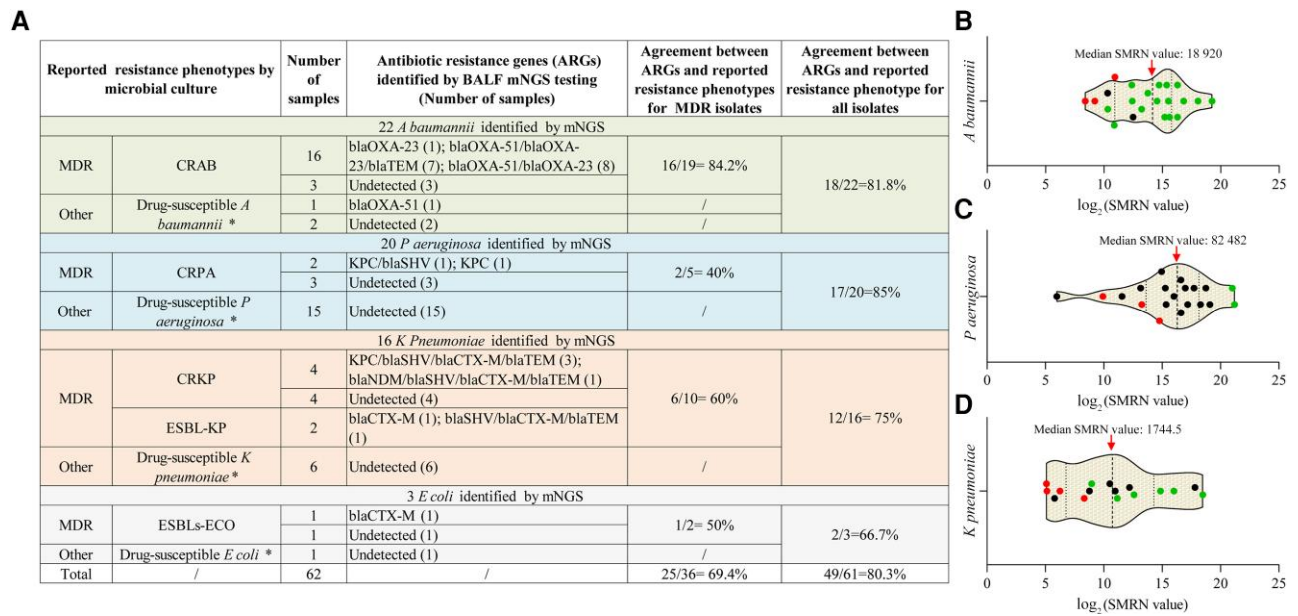 A
Reported resistance phenotypes by microbial culture
Number of samples
Antibiotic resistance genes (ARGs) identified by BALF mNGS testing (Number of samples)
Agreement between ARGs and reported resistance phenotypes for MDR isolates
Agreement between ARGs and reported resistance phenotype for all isolates
22 A baumannii identified by mNGS
MDR
CRAB
16
blaOXA-23 (1); blaOXA-51/blaOXA-
23/blaTEM (7); blaOXA-51/blaOXA-23 (8)
16/19= 84.2%
18/22=81.8%
3
Undetected (3)
Other
Drug-susceptible A
baumannii *
1
blaOXA-51 (1)
/
2
Undetected (2)
/
20 P aeruginosa identified by mNGS
MDR
CRPA
2
KPC/blaSHV (1); KPC (1)
2/5= 40%
17/20=85%
3
Undetected (3)
Other
Drug-susceptible P
aeruginosa *
15
Undetected (15)
/
16 K Pneumoniae identified by mNGS
MDR
CRKP
4
KPC/blaSHV/blaCTX-M/blaTEM (3);
blaNDM/blaSHV/blaCTX-M/blaTEM (1)
6/10= 60%
12/16= 75%
4
Undetected (4)
ESBL-KP
2
blaCTX-M (1); blaSHV/blaCTX-M/blaTEM
(1)
Other
Drug-susceptible K
pneumoniae *
6
Undetected (6)
/
3 E coli identified by mNGS
MDR
ESBLs-ECO
1
blaCTX-M (1)
1/2= 50%
2/3=66.7%
1
Undetected (1)
Other
Drug-susceptible E coli *
1
Undetected (1)
/
Total
/
62
/
25/36= 69.4%
49/61=80.3%
B
Median SMRN value: 18 920
A baumannii
0 5 10 15 20 25
log2 (SMRN value)
C
Median SMRN value: 82 482
P aeruginosa
0 5 10 15 20 25
log2 (SMRN value)
D
Median SMRN value: 1744.5
K pneumoniae
0 5 10 15 20 25
log2 (SMRN value)